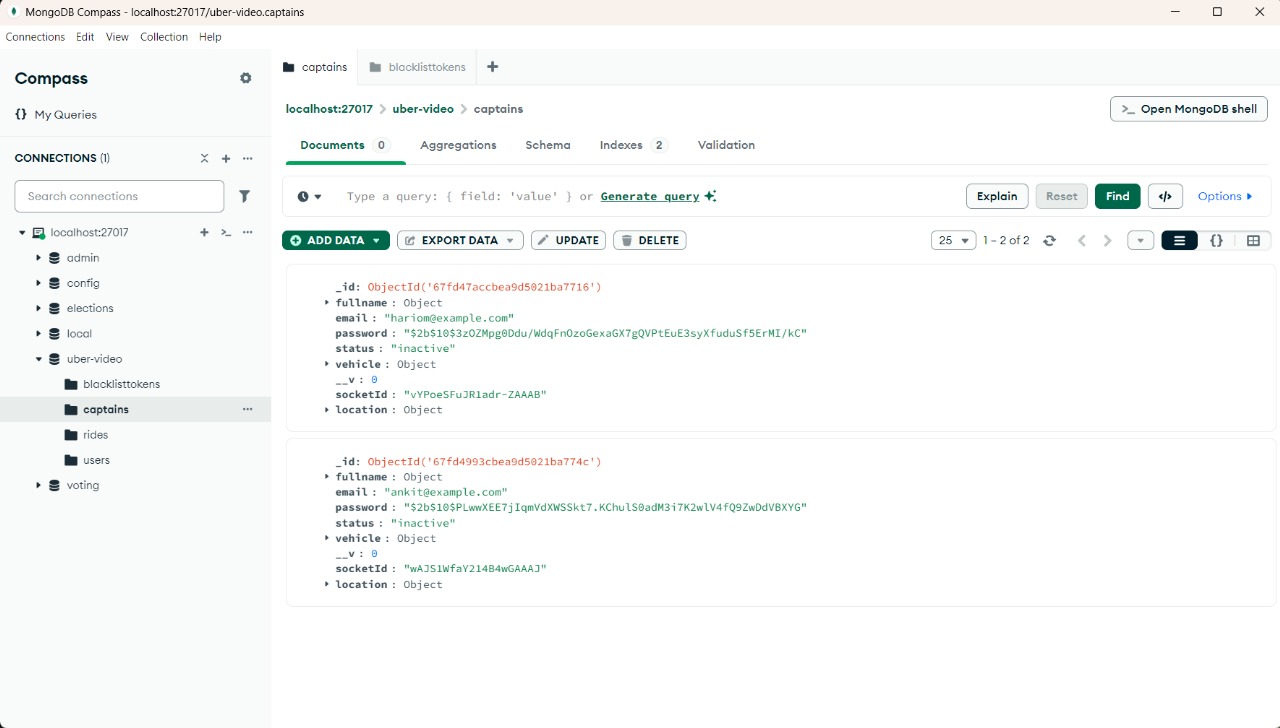 MongoDB Compass - localhost:27017/uber-video.captains
Connections Edit View Collection Help
Compass
{} My Queries
CONNECTIONS (1)
Search connections
localhost:27017
admin
config
elections
local
uber-video
blacklisttokens
captains
rides
users
voting
captains blacklisttokens
localhost:27017 > uber-video > captains
>_ Open MongoDB shell
Documents 0 Aggregations Schema Indexes 2 Validation
Type a query: { field: 'value' } or Generate query
Explain Reset Find </> Options
ADD DATA EXPORT DATA UPDATE DELETE
25 1 – 2 of 2 {}
_id: ObjectId('67fd47accbea9d5021ba7716')
fullname : Object
email : "hariom@example.com"
password : "$2b$10$3zOZMpg0Ddu/WdqFnOzoGexaGX7gQVPtEuE3syXfuduSf5ErMI/kC"
status : "inactive"
vehicle : Object
__v : 0
socketId : "vYPoeSFuJR1adr-ZAAAB"
location : Object
_id: ObjectId('67fd4993cbea9d5021ba774c')
fullname : Object
email : "ankit@example.com"
password : "$2b$10$PLwwXEE7jIqmVdXWSSkt7.KChulS0adM3i7K2wlV4fQ9ZwDdVBXYG"
status : "inactive"
vehicle : Object
__v : 0
socketId : "wAJS1WfaY214B4wGAAAJ"
location : Object